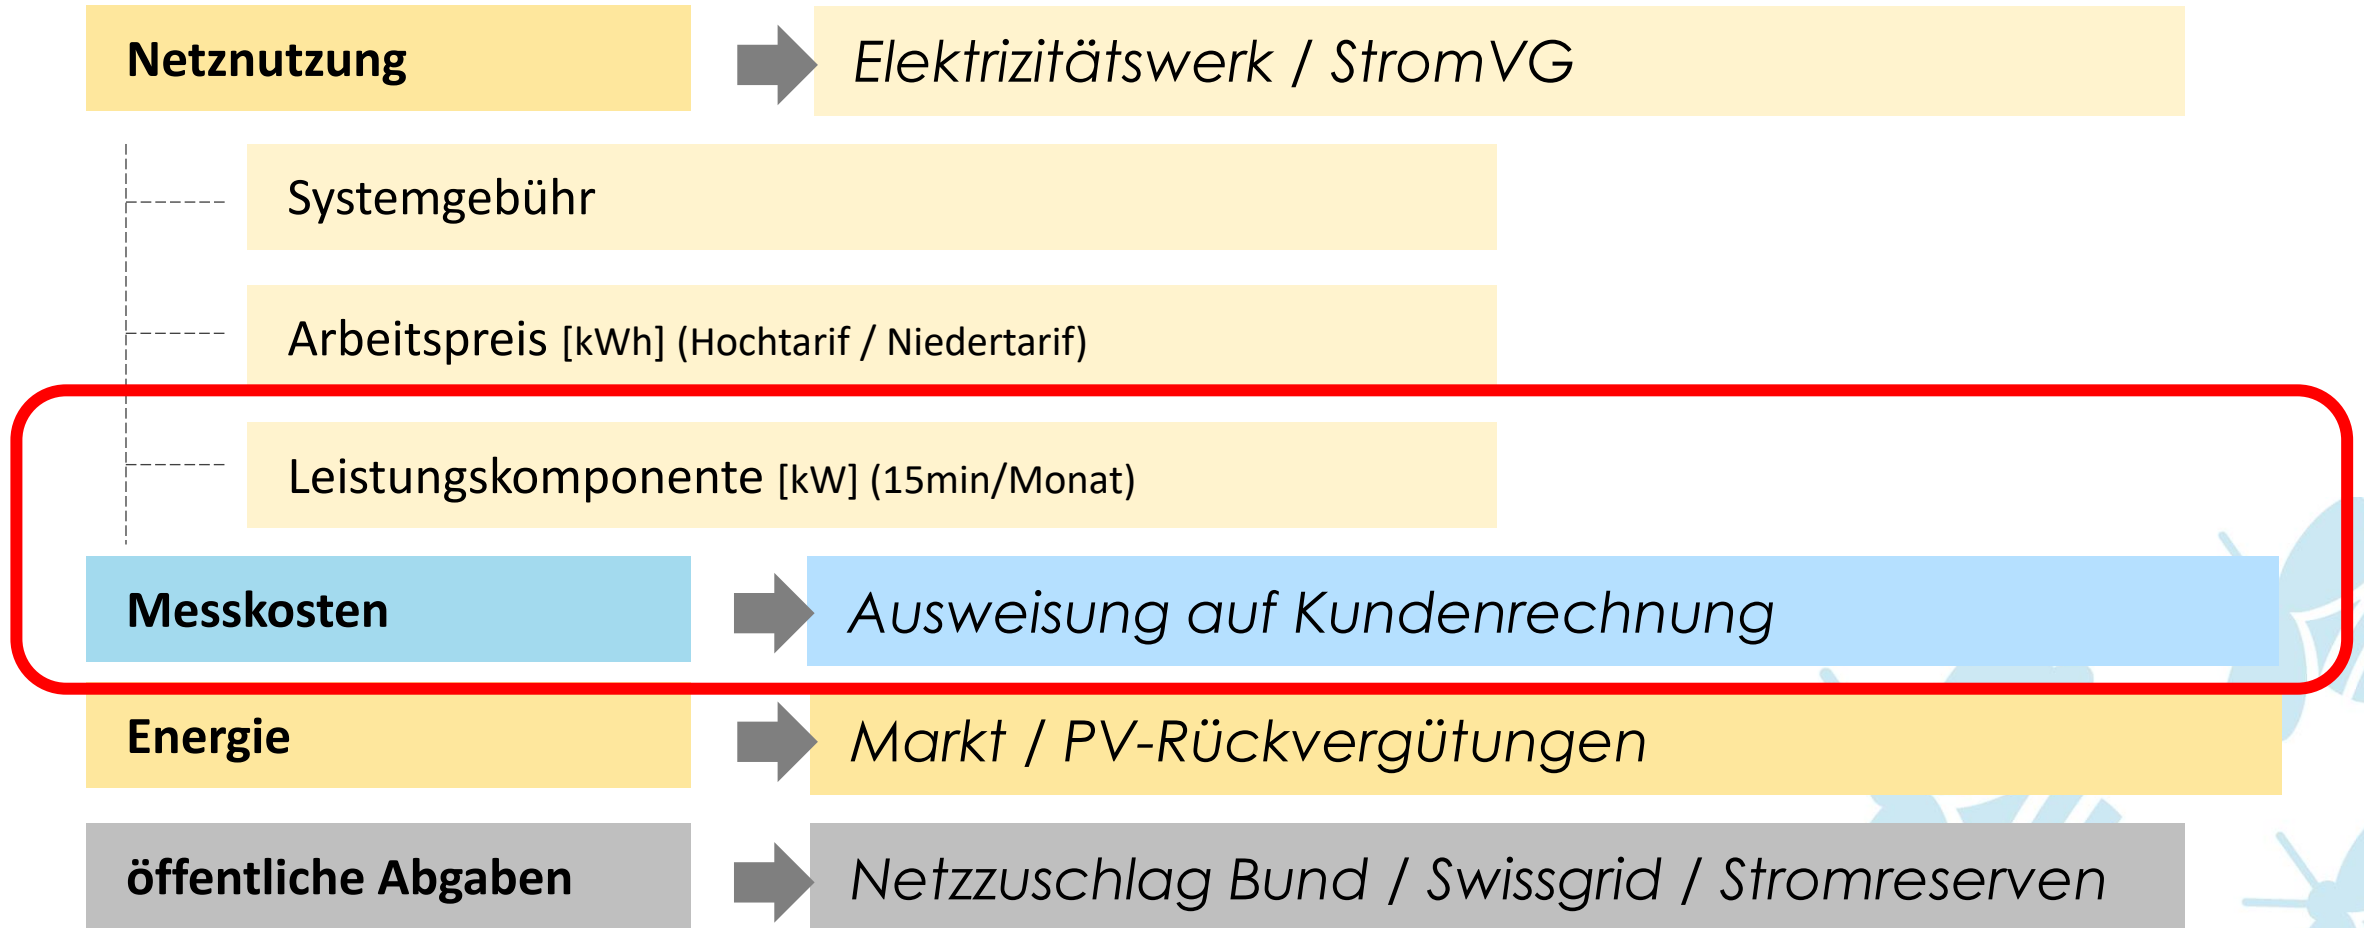 Netznutzung Elektrizitätswerk / StromVG
Systemgebühr
Arbeitspreis [kWh] (Hochtarif / Niedertarif)
Leistungskomponente [kW] (15min/Monat)
Messkosten Ausweisung auf Kundenrechnung
Energie Markt / PV-Rückvergütungen
öffentliche Abgaben Netzzuschlag Bund / Swissgrid / Stromreserven